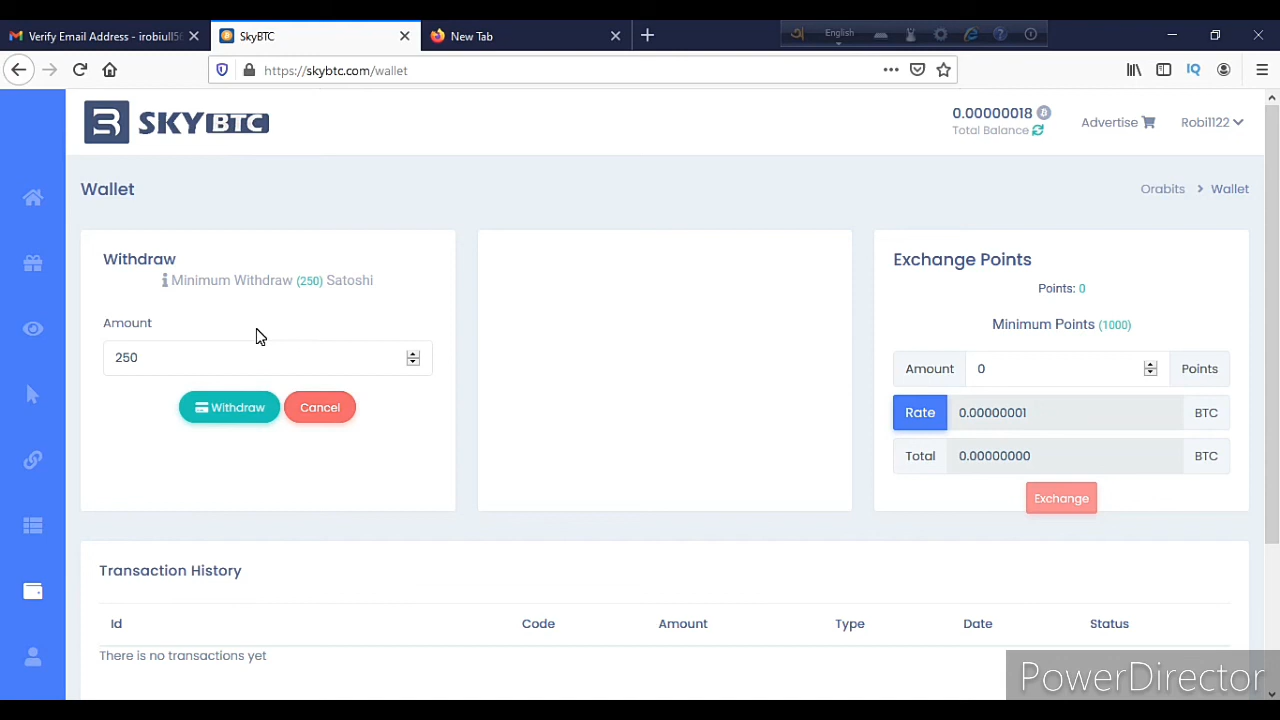 Verify Email Address - irobiull56
SkyBTC
New Tab
English
https://skybtc.com/wallet
SKYBTC
0.00000018
Total Balance
Advertise
Robi1122
Wallet
Orabits > Wallet
Withdraw
Minimum Withdraw (250) Satoshi
Amount
250
Withdraw
Cancel
Exchange Points
Points: 0
Minimum Points (1000)
Amount 0 Points
Rate 0.00000001 BTC
Total 0.00000000 BTC
Exchange
Transaction History
Id Code Amount Type Date Status
There is no transactions yet
PowerDirector